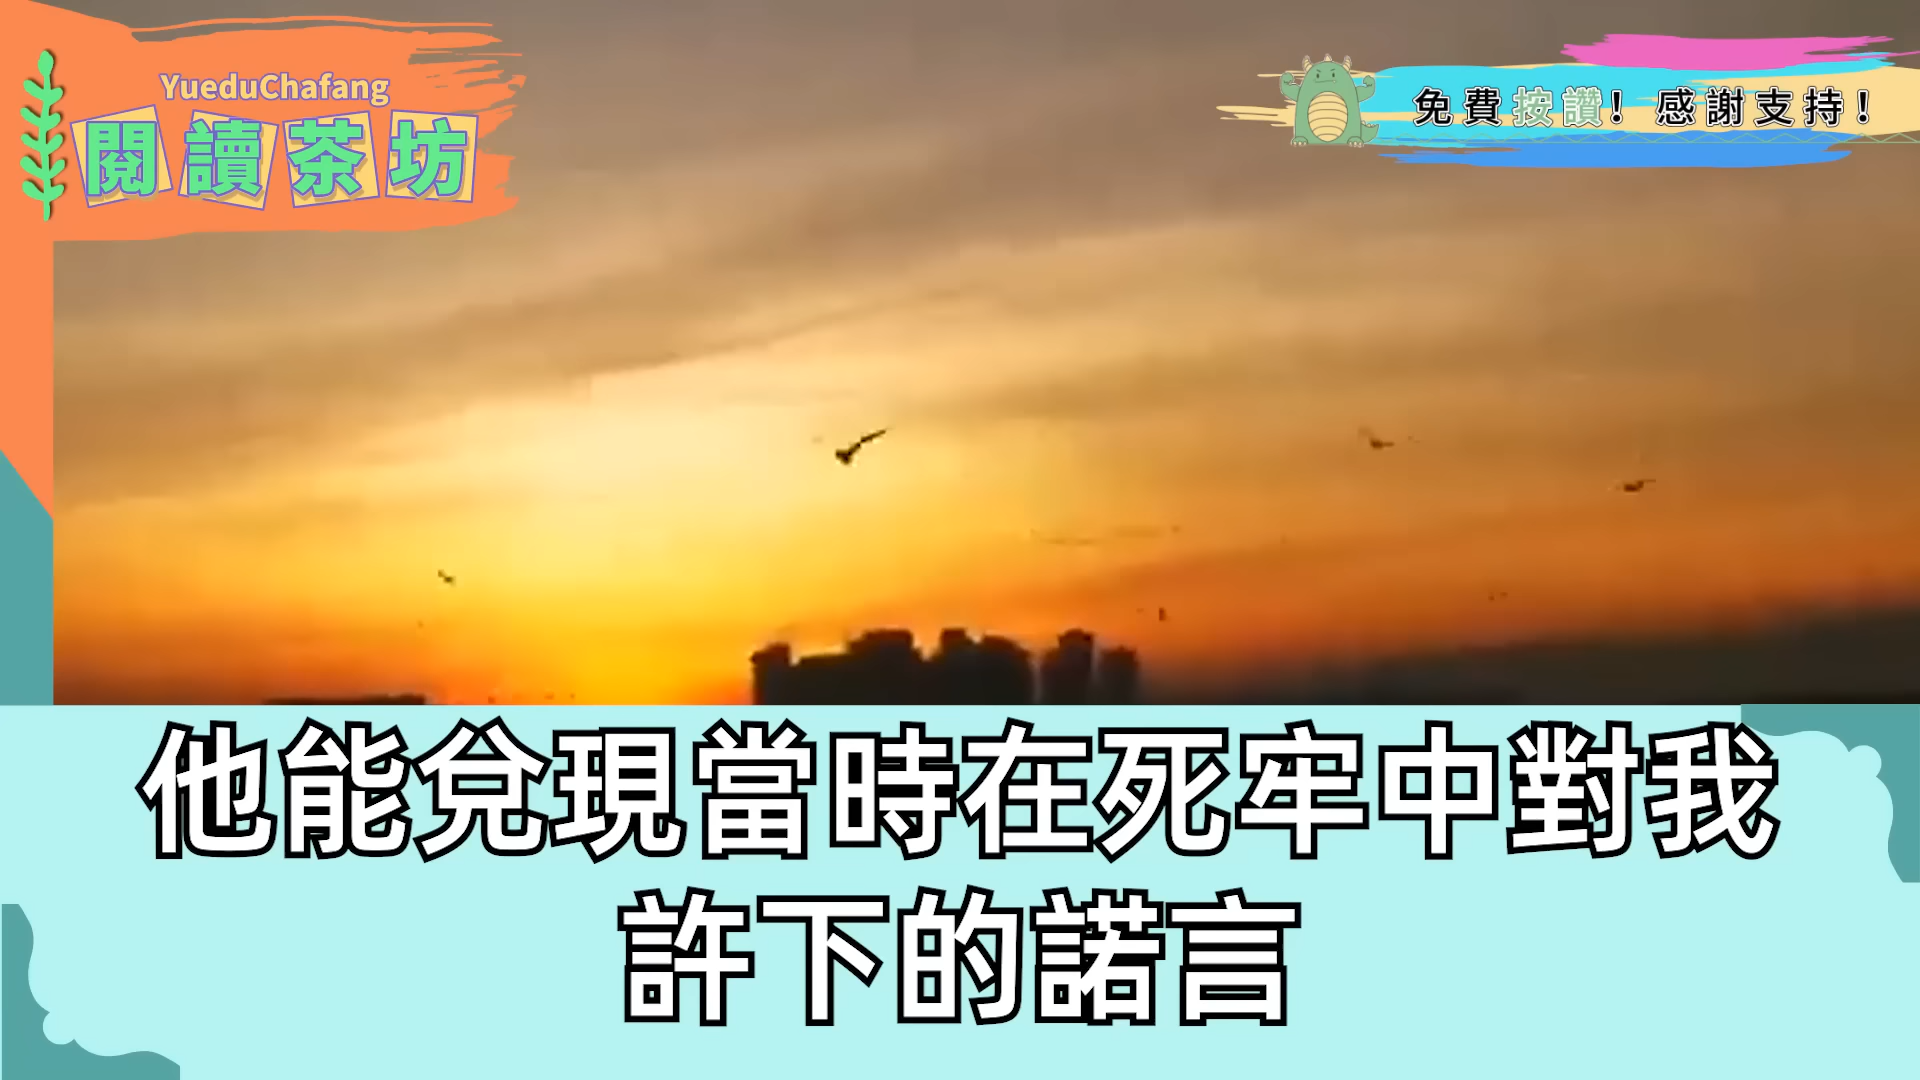 YueduChafang
閱讀茶坊
免費按讚！感謝支持！
他能兌現當時在死牢中對我
許下的諾言